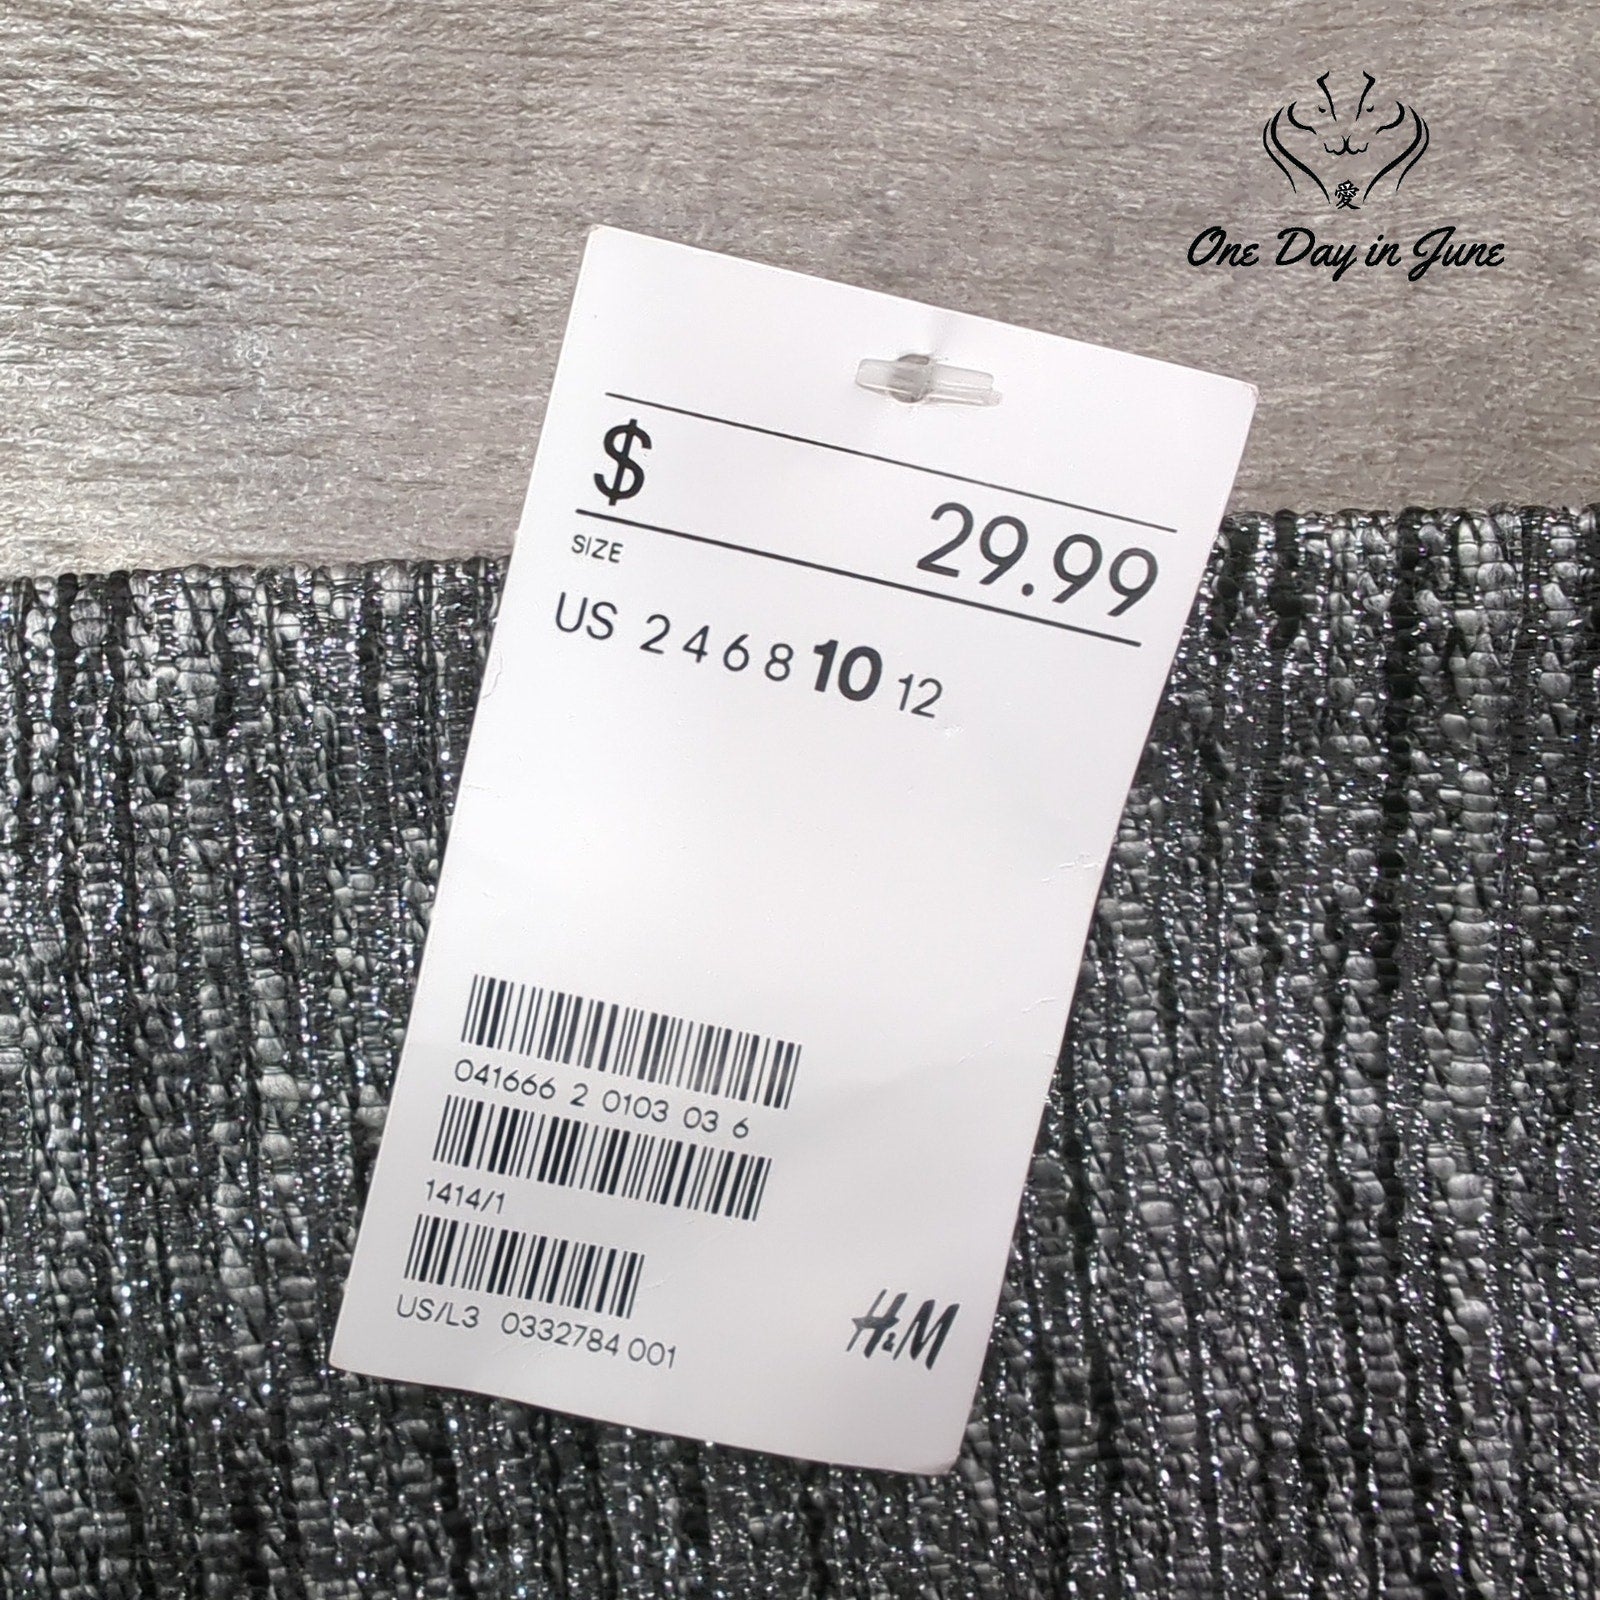 愛
One Day in June
$ 29.99
SIZE
US 2 4 6 8 10 12
041666 2 0103 03 6
1414/1
US/L3 0332784 001
H&M